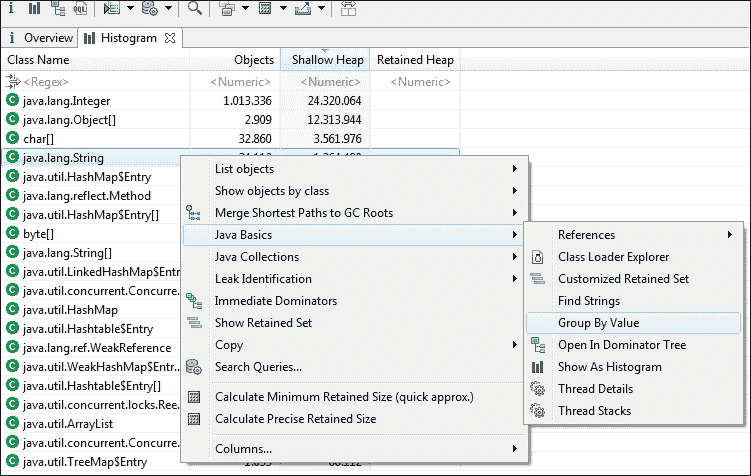 Overview Histogram
Class Name Objects Shallow Heap Retained Heap
<Regex> <Numeric> <Numeric> <Numeric>
java.lang.Integer 1.013.336 24.320.064
java.lang.Object[] 2.909 12.313.944
char[] 32.860 3.561.976
java.lang.String
java.util.HashMap$Entry
java.lang.reflect.Method
java.util.HashMap$Entry[]
byte[]
java.lang.String[]
java.util.LinkedHashMap$Entr
java.util.concurrent.Concurre..
java.util.HashMap
java.util.Hashtable$Entry
java.lang.ref.WeakReference
java.util.WeakHashMap$Entr..
java.util.Hashtable$Entry[]
java.util.concurrent.locks.Ree..
java.util.ArrayList
java.util.concurrent.Concurre..
java.util.TreeMap$Entry
List objects
Show objects by class
Merge Shortest Paths to GC Roots
Java Basics
Java Collections
Leak Identification
Immediate Dominators
Show Retained Set
Copy
Search Queries...
Calculate Minimum Retained Size (quick approx.)
Calculate Precise Retained Size
Columns...
References
Class Loader Explorer
Customized Retained Set
Find Strings
Group By Value
Open In Dominator Tree
Show As Histogram
Thread Details
Thread Stacks